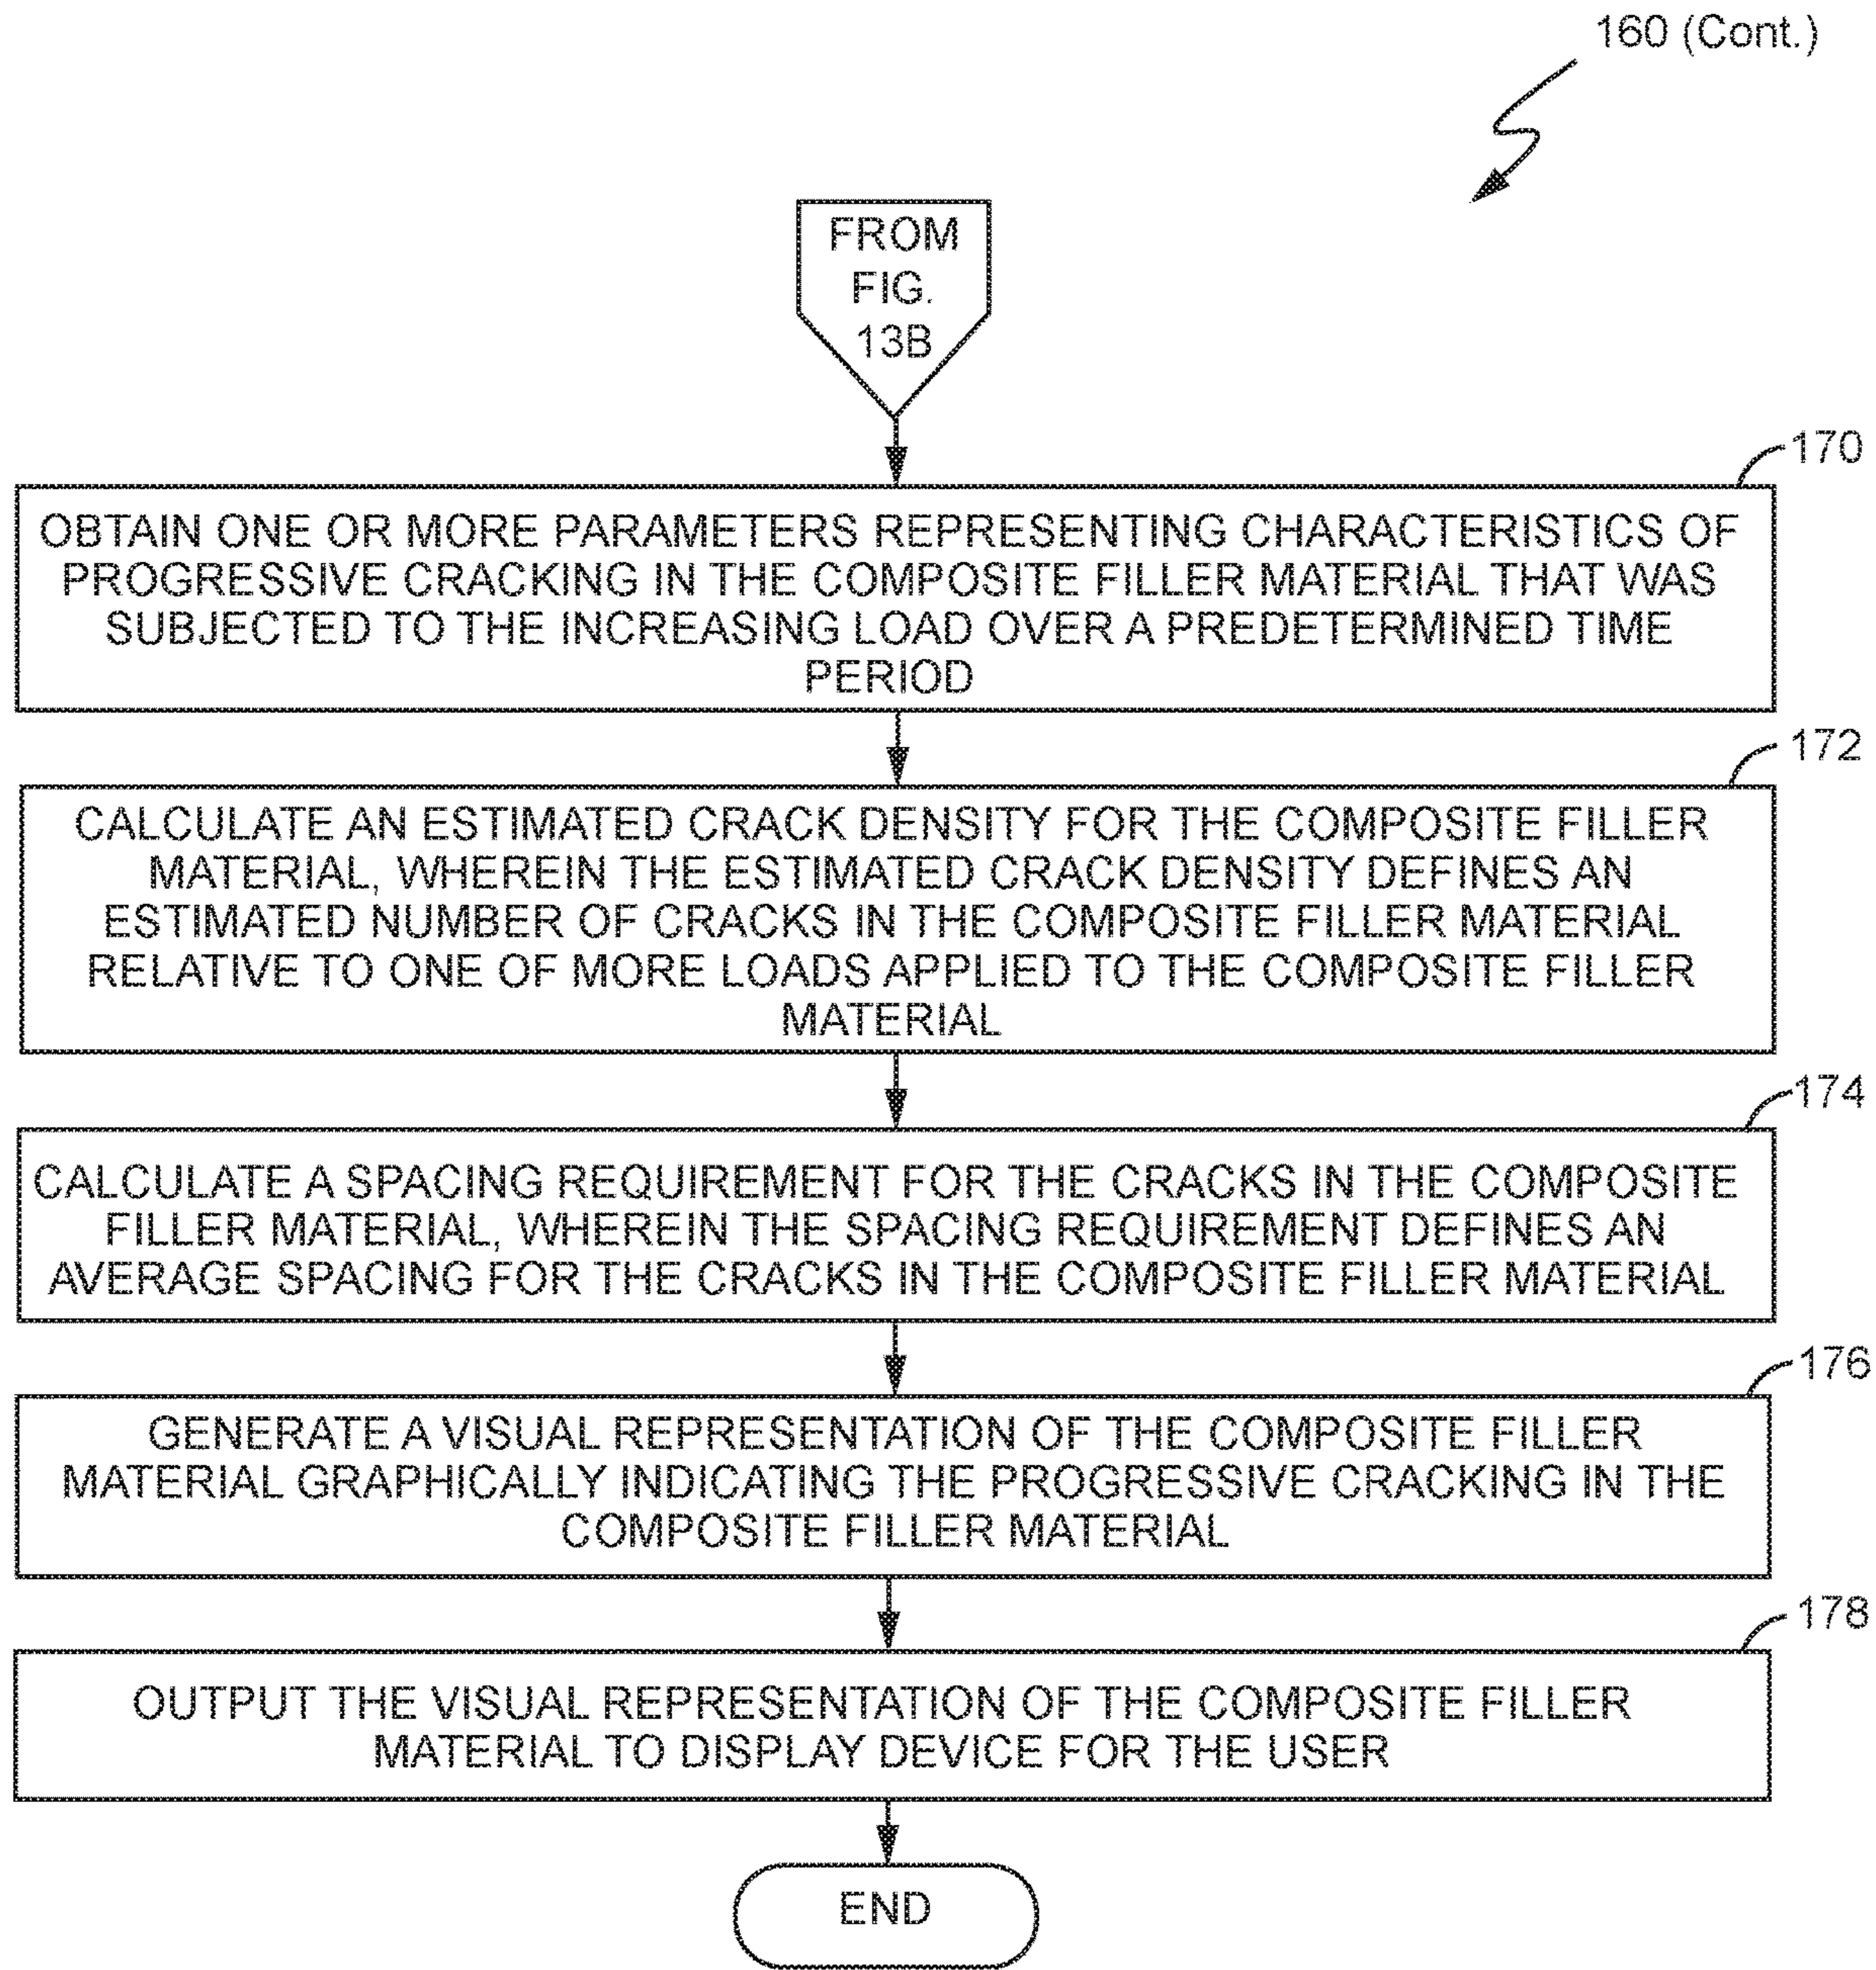 160 (Cont.)
FROM
FIG.
13B
170
OBTAIN ONE OR MORE PARAMETERS REPRESENTING CHARACTERISTICS OF
PROGRESSIVE CRACKING IN THE COMPOSITE FILLER MATERIAL THAT WAS
SUBJECTED TO THE INCREASING LOAD OVER A PREDETERMINED TIME
PERIOD
172
CALCULATE AN ESTIMATED CRACK DENSITY FOR THE COMPOSITE FILLER
MATERIAL, WHEREIN THE ESTIMATED CRACK DENSITY DEFINES AN
ESTIMATED NUMBER OF CRACKS IN THE COMPOSITE FILLER MATERIAL
RELATIVE TO ONE OF MORE LOADS APPLIED TO THE COMPOSITE FILLER
MATERIAL
174
CALCULATE A SPACING REQUIREMENT FOR THE CRACKS IN THE COMPOSITE
FILLER MATERIAL, WHEREIN THE SPACING REQUIREMENT DEFINES AN
AVERAGE SPACING FOR THE CRACKS IN THE COMPOSITE FILLER MATERIAL
176
GENERATE A VISUAL REPRESENTATION OF THE COMPOSITE FILLER
MATERIAL GRAPHICALLY INDICATING THE PROGRESSIVE CRACKING IN THE
COMPOSITE FILLER MATERIAL
178
OUTPUT THE VISUAL REPRESENTATION OF THE COMPOSITE FILLER
MATERIAL TO DISPLAY DEVICE FOR THE USER
END